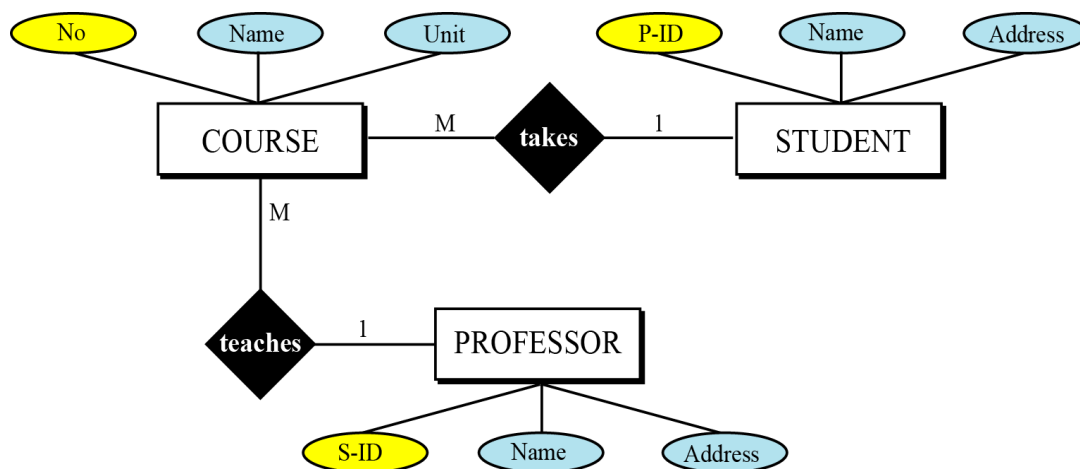 No
Name
Unit
P-ID
Name
Address
COURSE
M
takes
1
STUDENT
M
teaches
1
PROFESSOR
S-ID
Name
Address